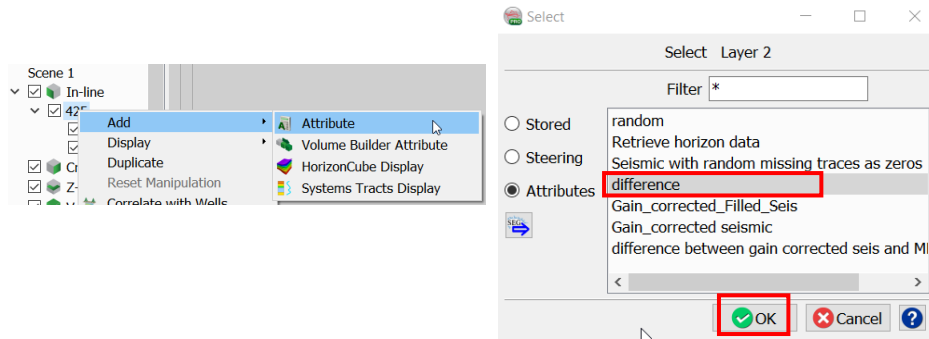 Scene 1
In-line
425
Add
Display
Duplicate
Reset Manipulation
Correlate with Wells
Attribute
Volume Builder Attribute
HorizonCube Display
Systems Tracts Display
Select
Select Layer 2
Filter *
Stored
Steering
Attributes
SEG
random
Retrieve horizon data
Seismic with random missing traces as zeros
difference
Gain_corrected_Filled_Seis
Gain_corrected seismic
difference between gain corrected seis and
OK
Cancel
?